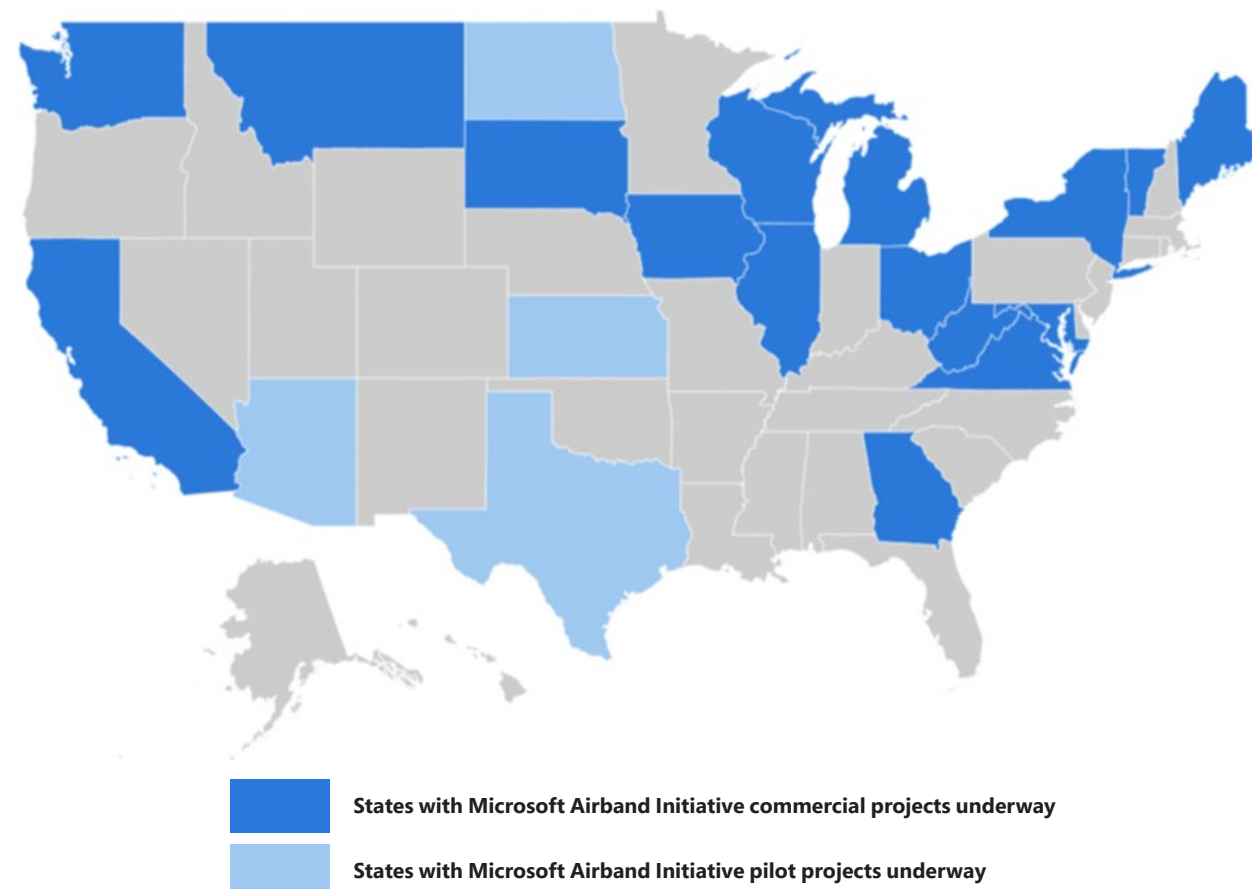 States with Microsoft Airband Initiative commercial projects underway
States with Microsoft Airband Initiative pilot projects underway